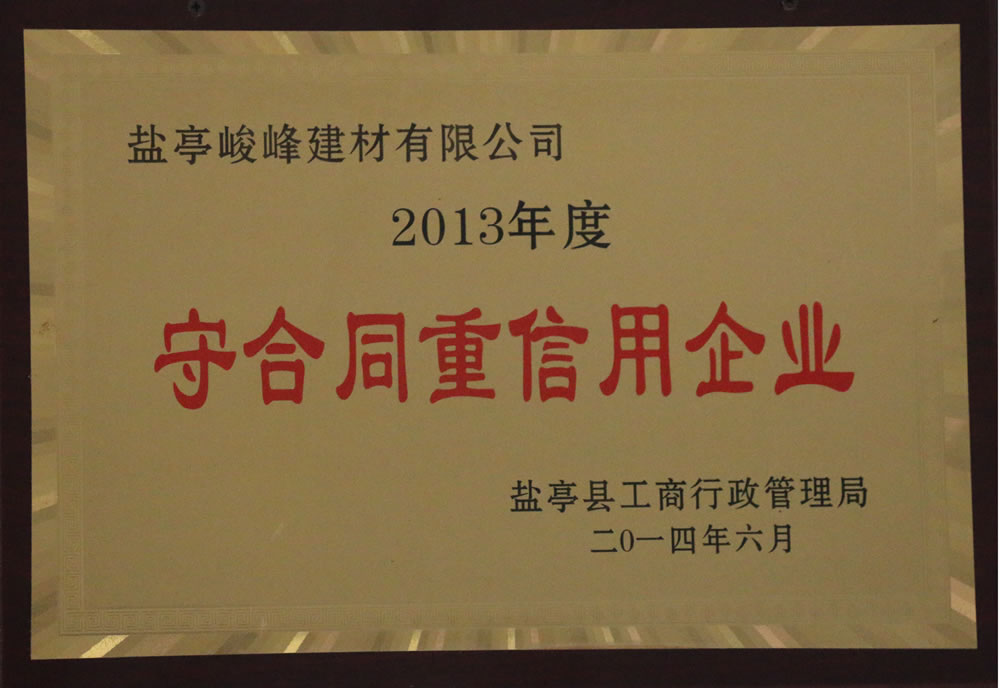 盐亭峻峰建材有限公司
2013年度
守合同重信用企业
盐亭县工商行政管理局
二0一四年六月